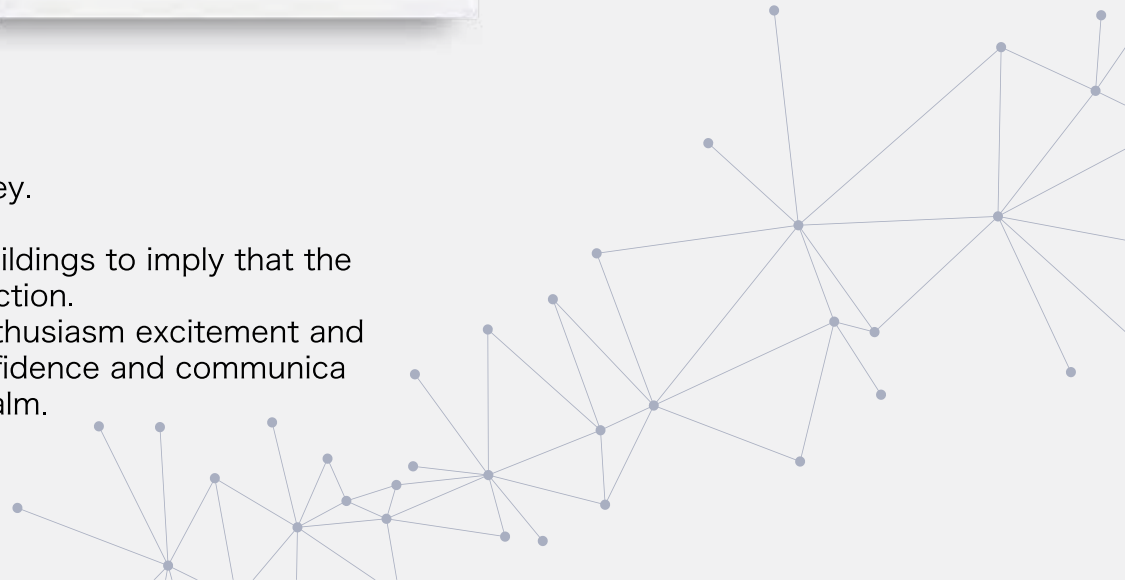 ey.
ildings to imply that the
ction.
thusiasm excitement and
fidence and communica
alm.